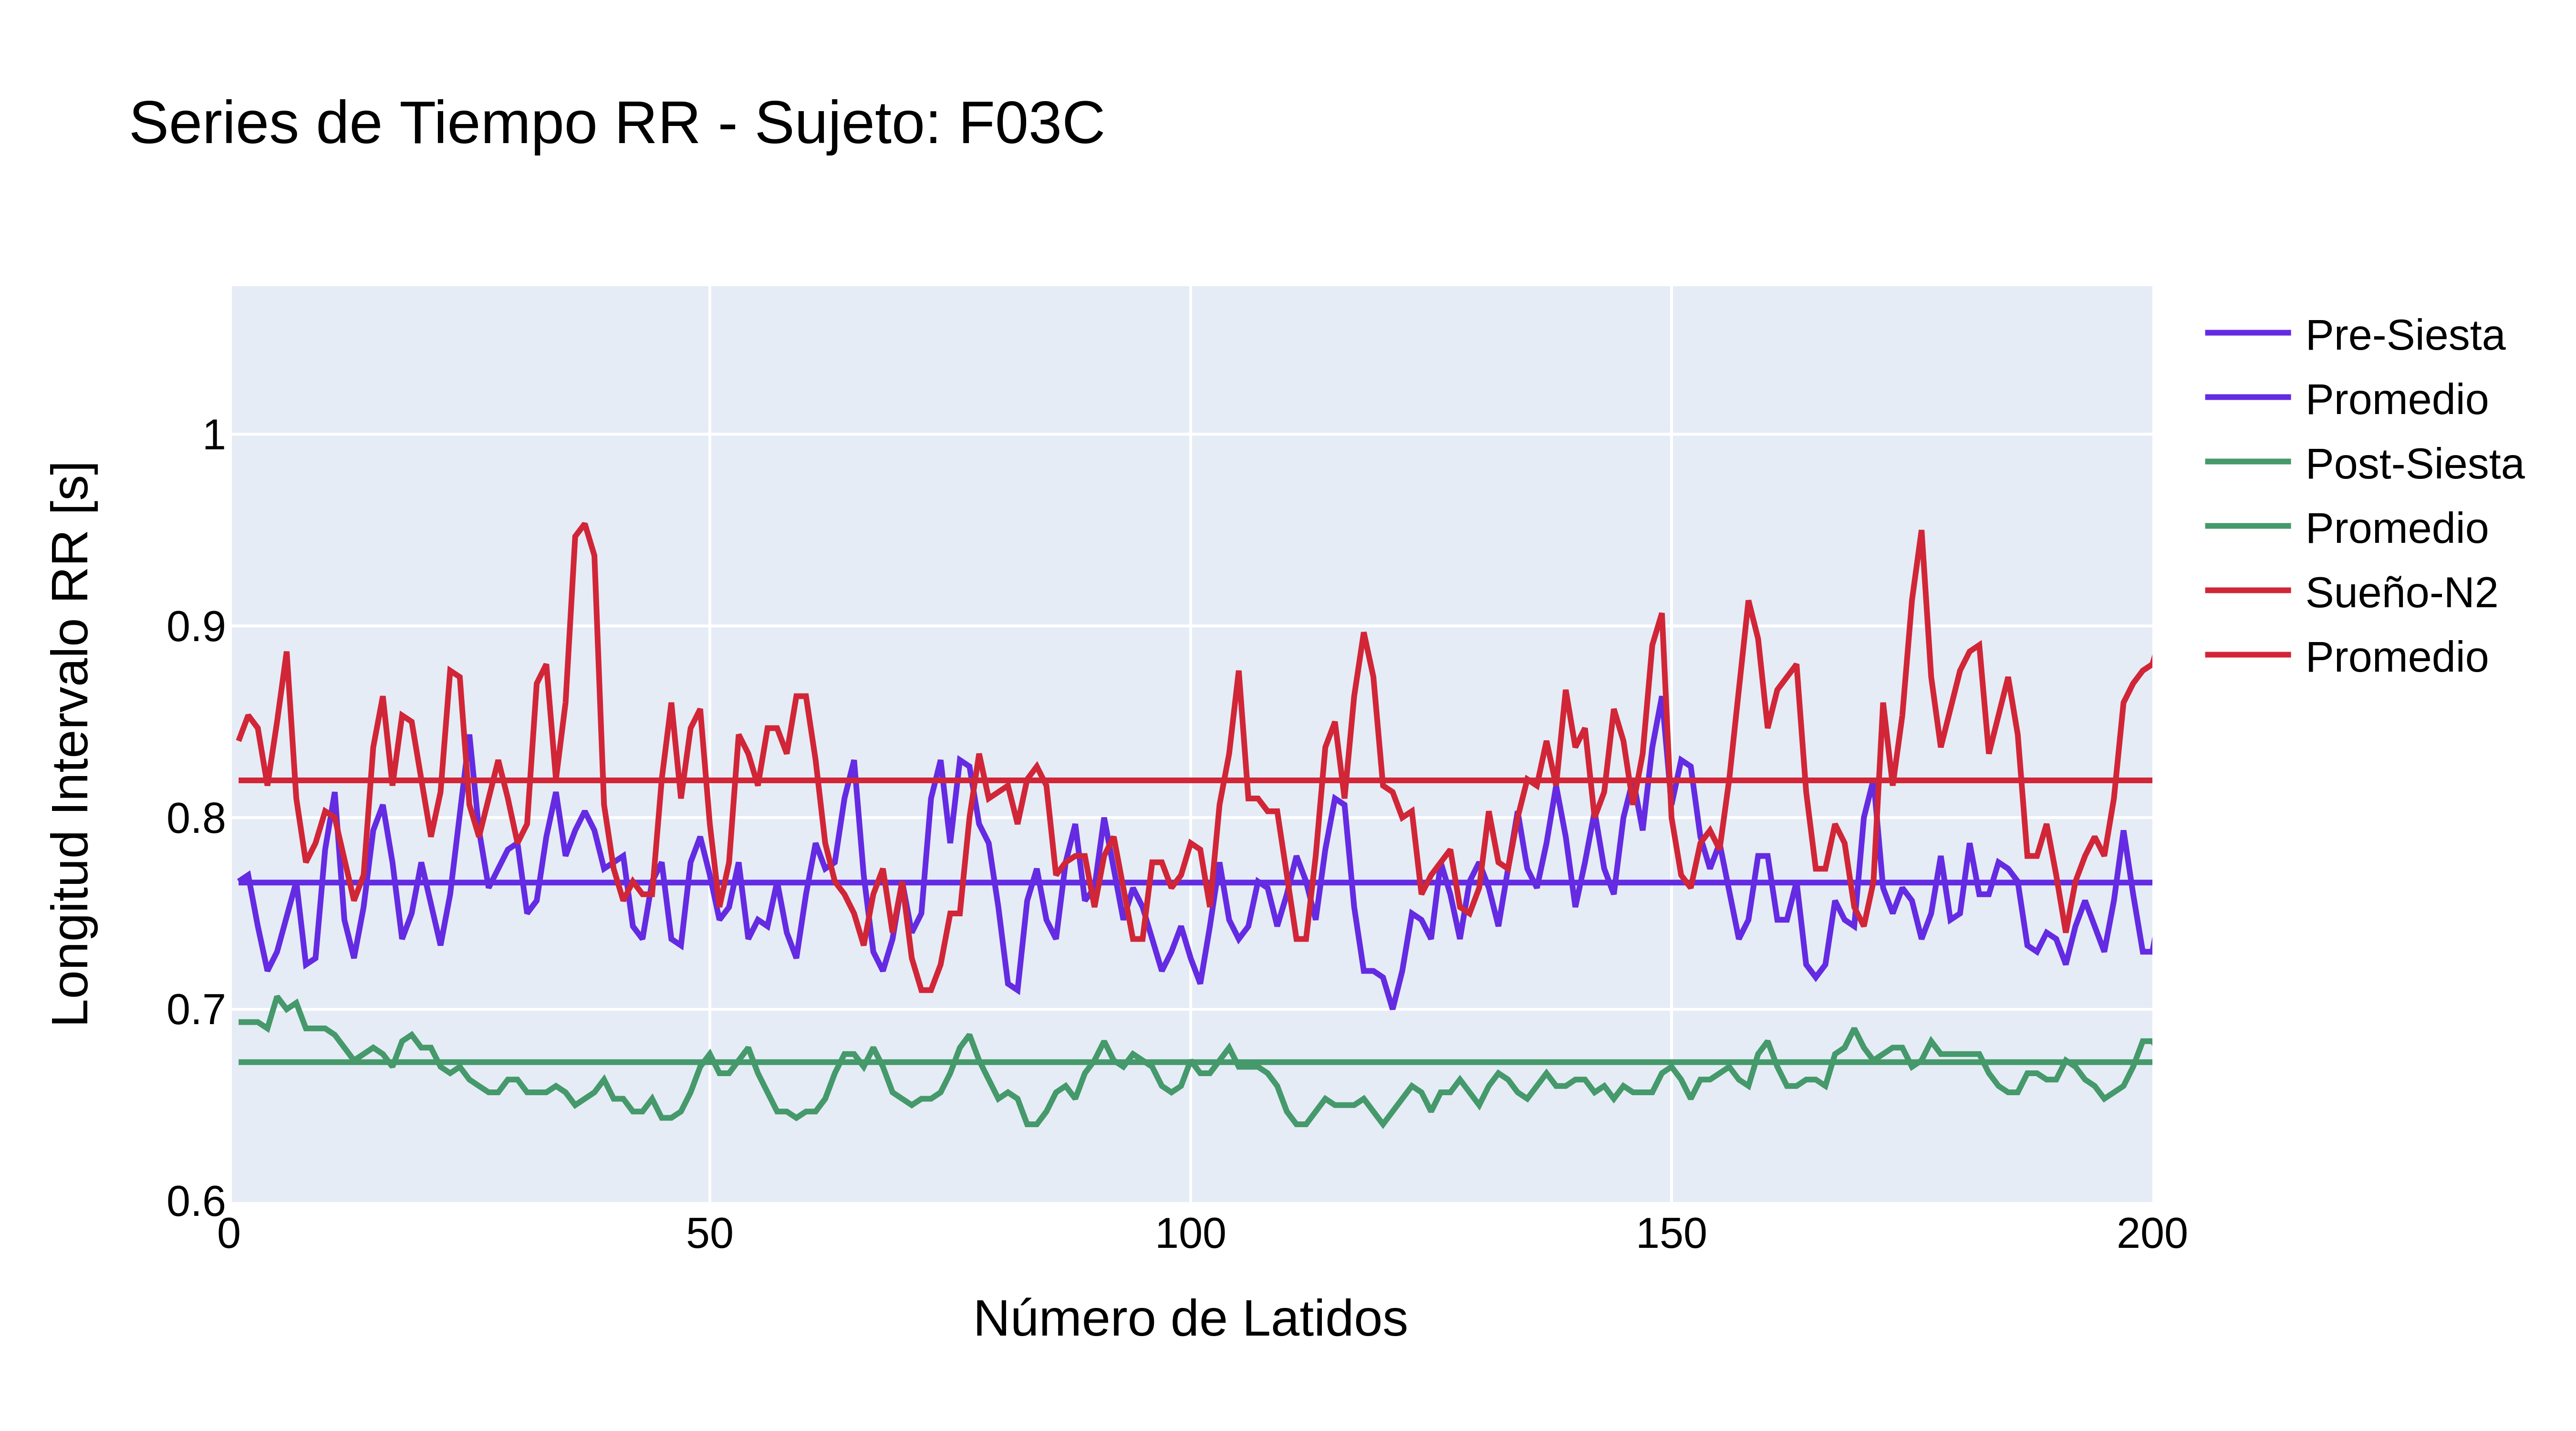 Series de Tiempo RR - Sujeto: F03C
Longitud Intervalo RR [s]
1
0.9
0.8
0.7
0.6
0
50
100
150
200
Número de Latidos
Pre-Siesta
Promedio
Post-Siesta
Promedio
Sueño-N2
Promedio